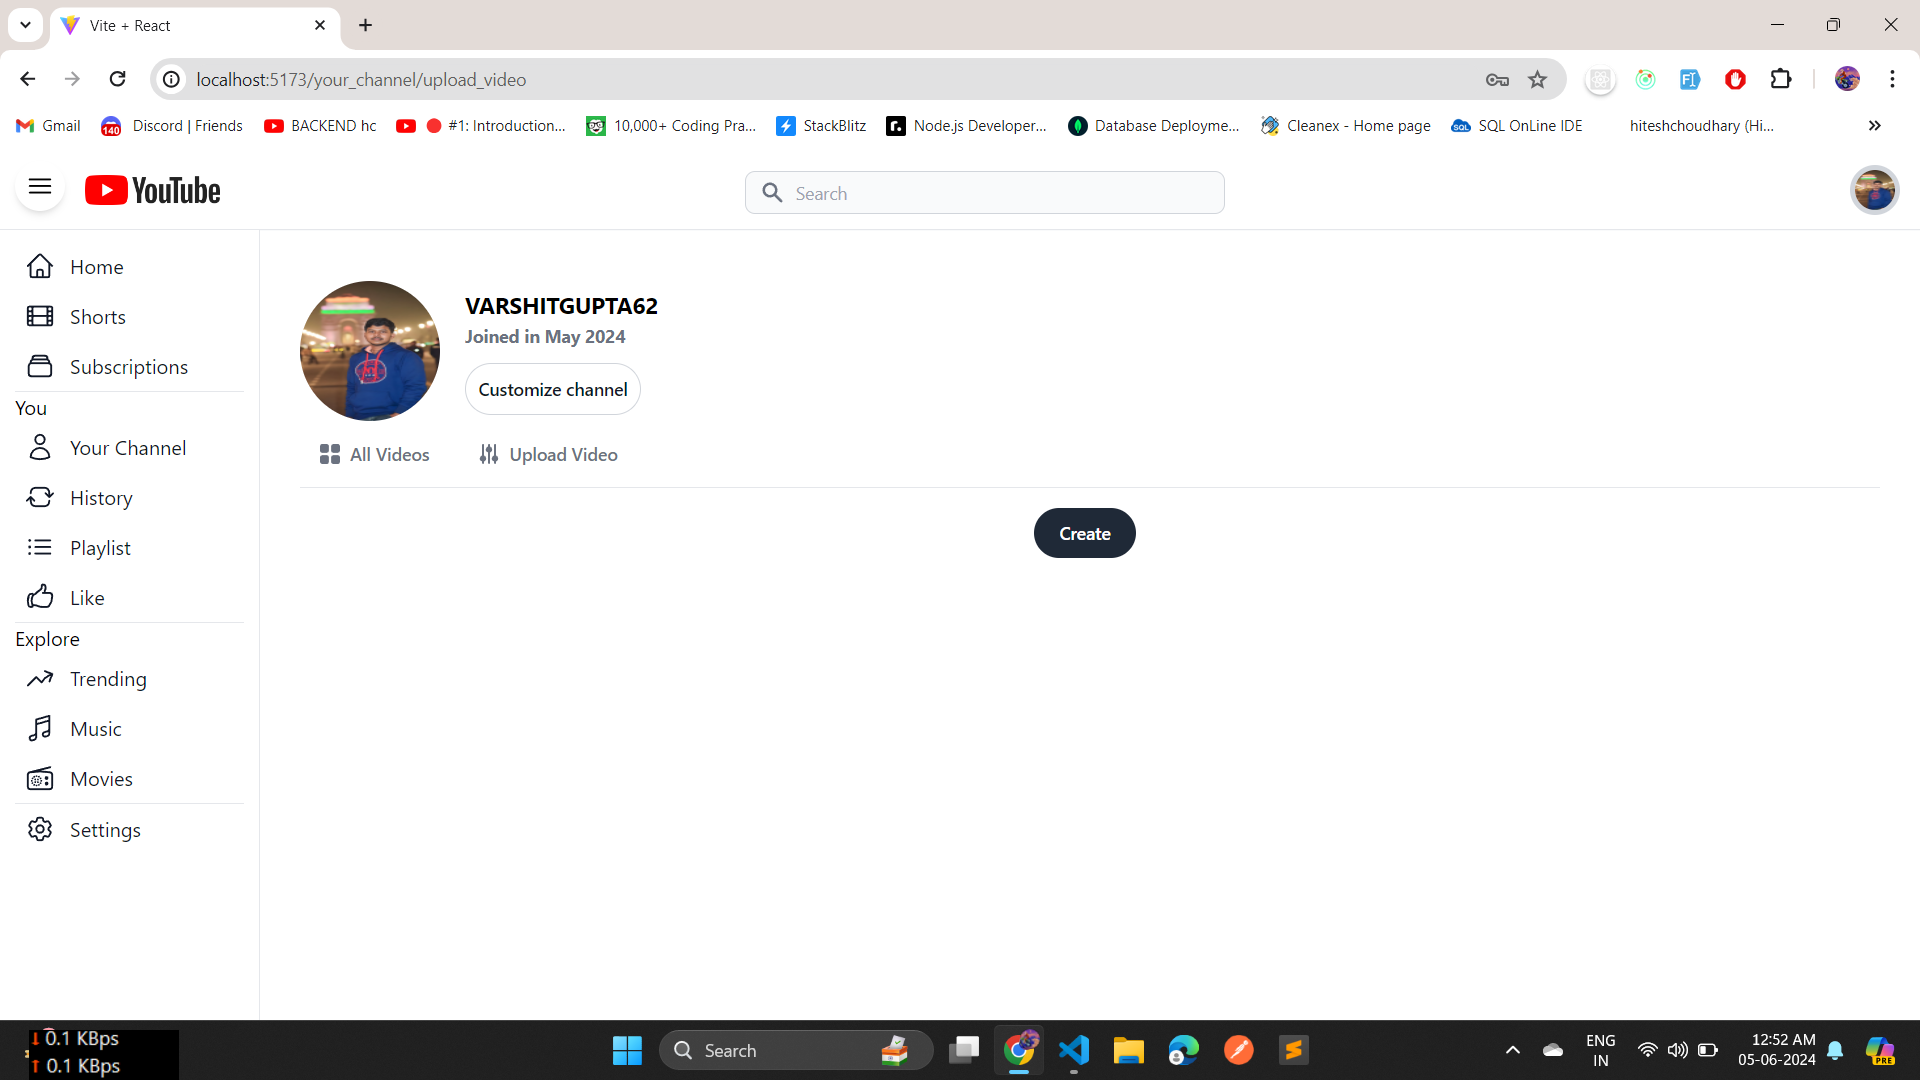 Vite + React
localhost:5173/your_channel/upload_video
Gmail
140
Discord | Friends
BACKEND hc
#1: Introduction...
10,000+ Coding Pra...
StackBlitz
Node.js Developer...
Database Deployme...
Cleanex - Home page
SQL OnLine IDE
hiteshchoudhary (Hi...
YouTube
Search
Home
Shorts
Subscriptions
You
Your Channel
History
Playlist
Like
Explore
Trending
Music
Movies
Settings
VARSHITGUPTA62
Joined in May 2024
Customize channel
All Videos
Upload Video
Create
↓ 0.1 KBps
↑ 0.1 KBps
Search
ENG
IN
12:52 AM
05-06-2024
PRE